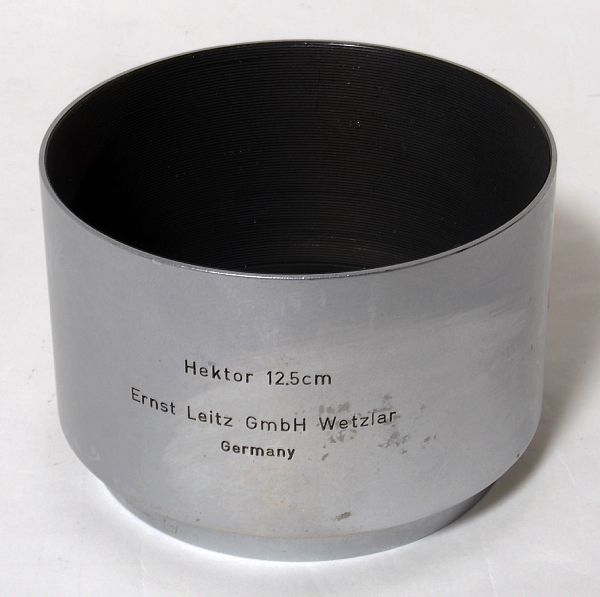 Hektor 12.5cm
Ernst Leitz GmbH Wetzlar
Germany